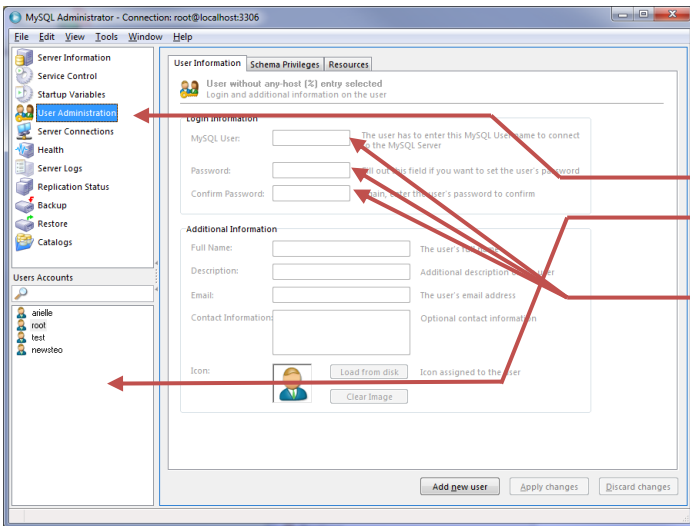 MySQL Administrator - Connection: root@localhost:3306
File Edit View Tools Window Help
Server Information
Service Control
Startup Variables
User Administration
Server Connections
Health
Server Logs
Replication Status
Backup
Restore
Catalogs
Users Accounts
arielle
root
test
newsteo
User Information Schema Privileges Resources
User without any-host (%) entry selected
Login and additional information on the user
Login Information
MySQL User: The user has to enter this MySQL User name to connect
to the MySQL Server
Password: Fill out this field if you want to set the user's password
Confirm Password: Again, enter the user's password to confirm
Additional Information
Full Name: The user's full name
Description: Additional description of the user
Email: The user's email address
Contact Information: Optional contact information
Icon: Load from disk Icon assigned to the user
Clear Image
Add new user Apply changes Discard changes